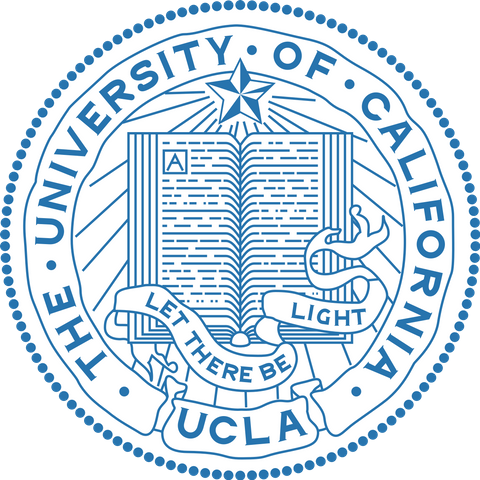 THE · UNIVERSITY · OF · CALIFORNIA
A
LET THERE BE LIGHT
UCLA